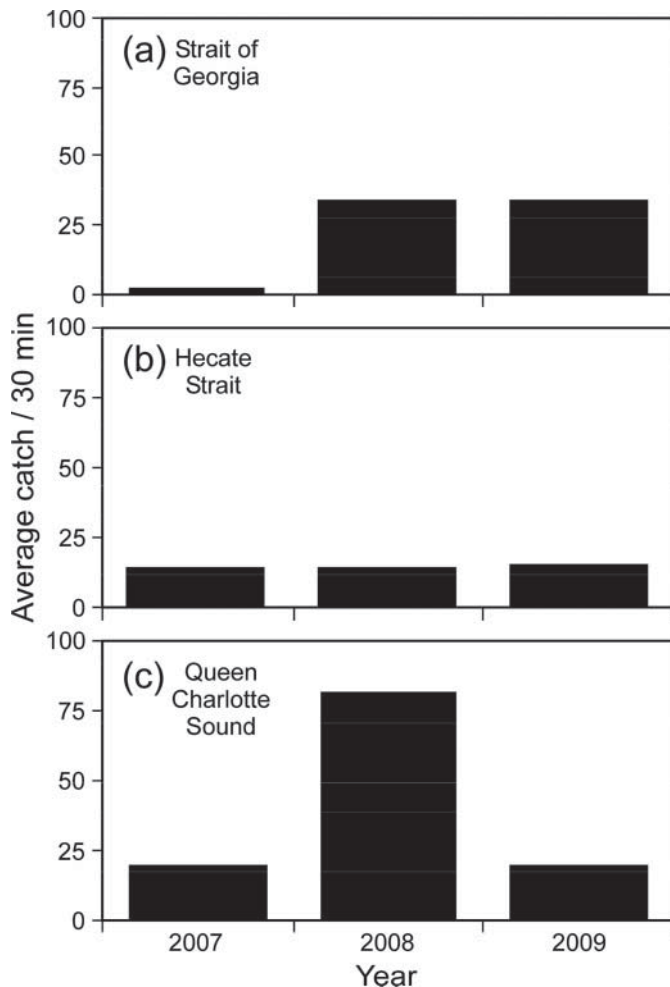 100
75
50
25
0
(a) Strait of
Georgia
100
75
50
25
0
(b) Hecate
Strait
Average catch / 30 min
100
75
50
25
0
(c) Queen
Charlotte
Sound
2007 2008 2009
Year